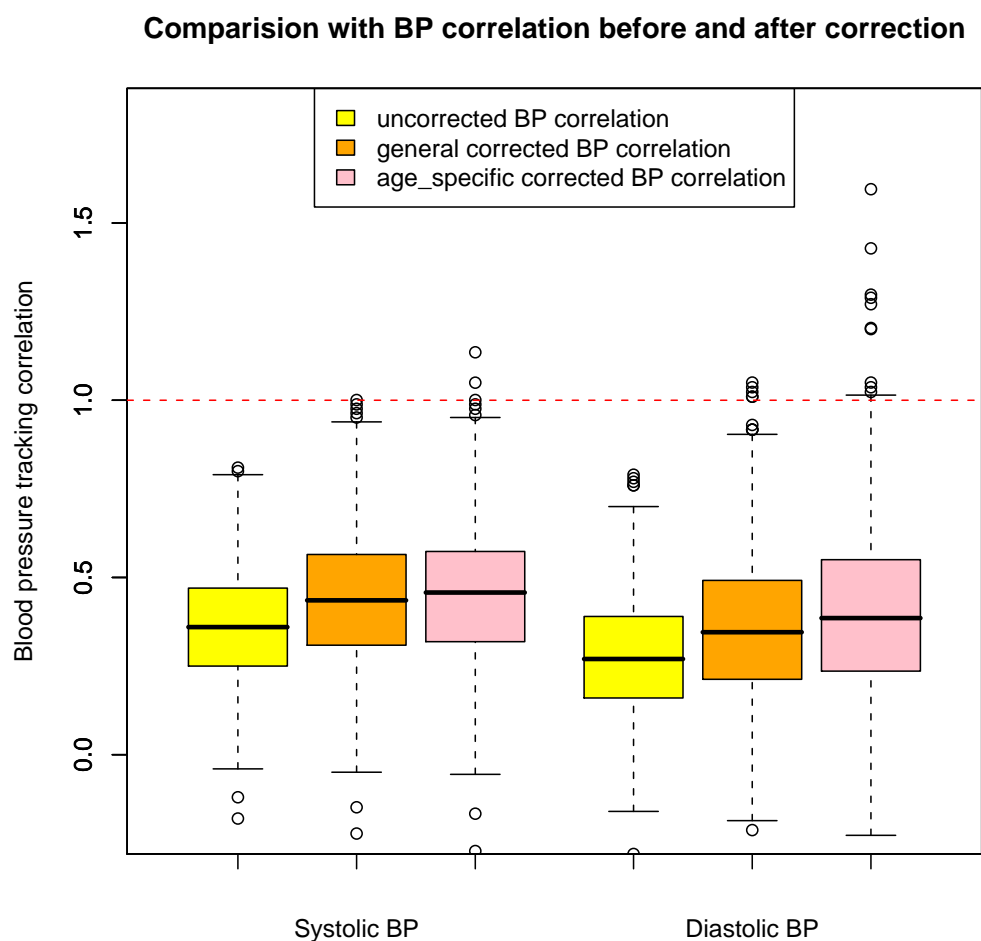 Comparision with BP correlation before and after correction
uncorrected BP correlation
general corrected BP correlation
age_specific corrected BP correlation
Blood pressure tracking correlation
1.5
1.0
0.5
0.0
Systolic BP
Diastolic BP